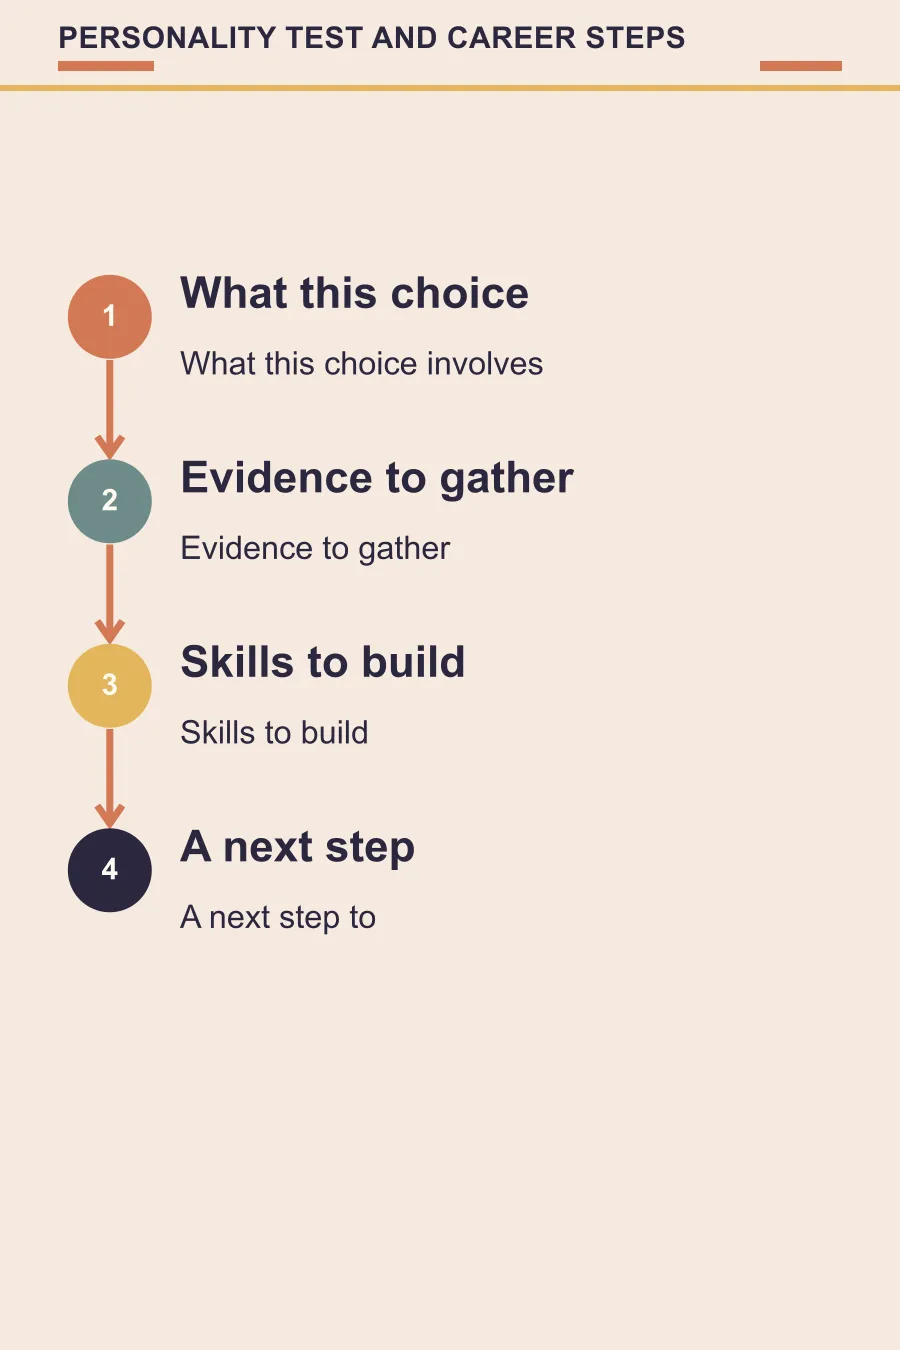 PERSONALITY TEST AND CAREER STEPS
1
What this choice
What this choice involves
2
Evidence to gather
Evidence to gather
3
Skills to build
Skills to build
4
A next step
A next step to